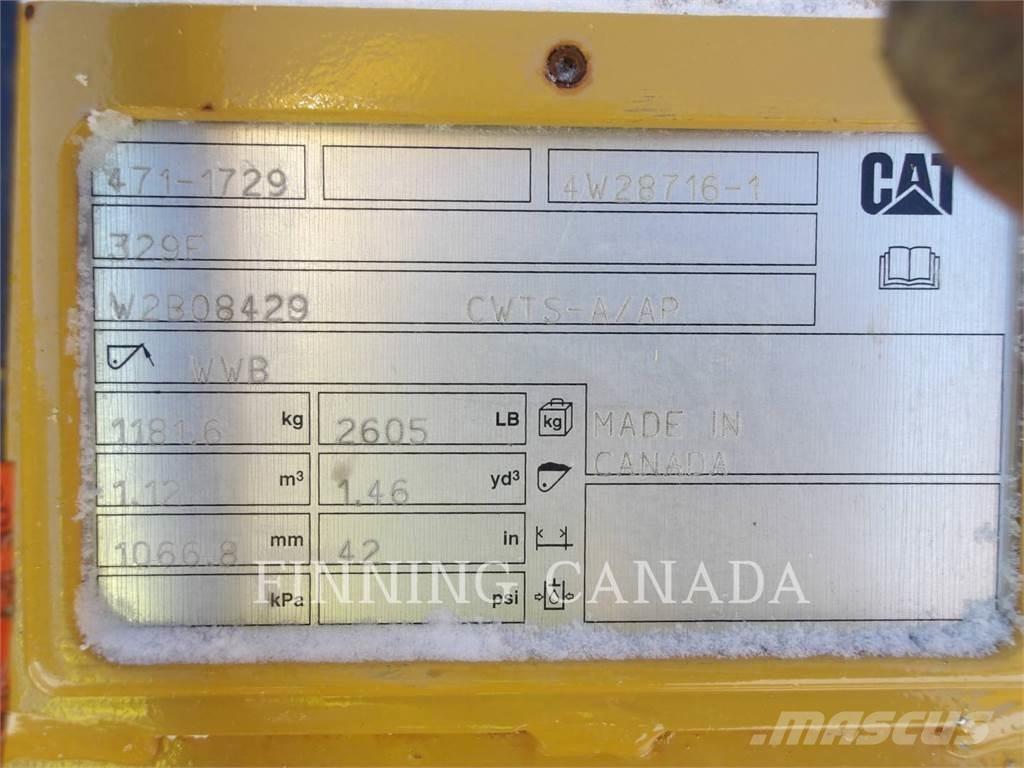 471-1729 4W28716-1 CAT
329F
W2B08429 CWTS-A/AP
WWB
1181.6 kg 2605 LB kg MADE IN
CANADA
1.12 m³ 1.46 yd³
1066.8 mm 42 in
kPa psi
FINNING CANADA
MASCUS